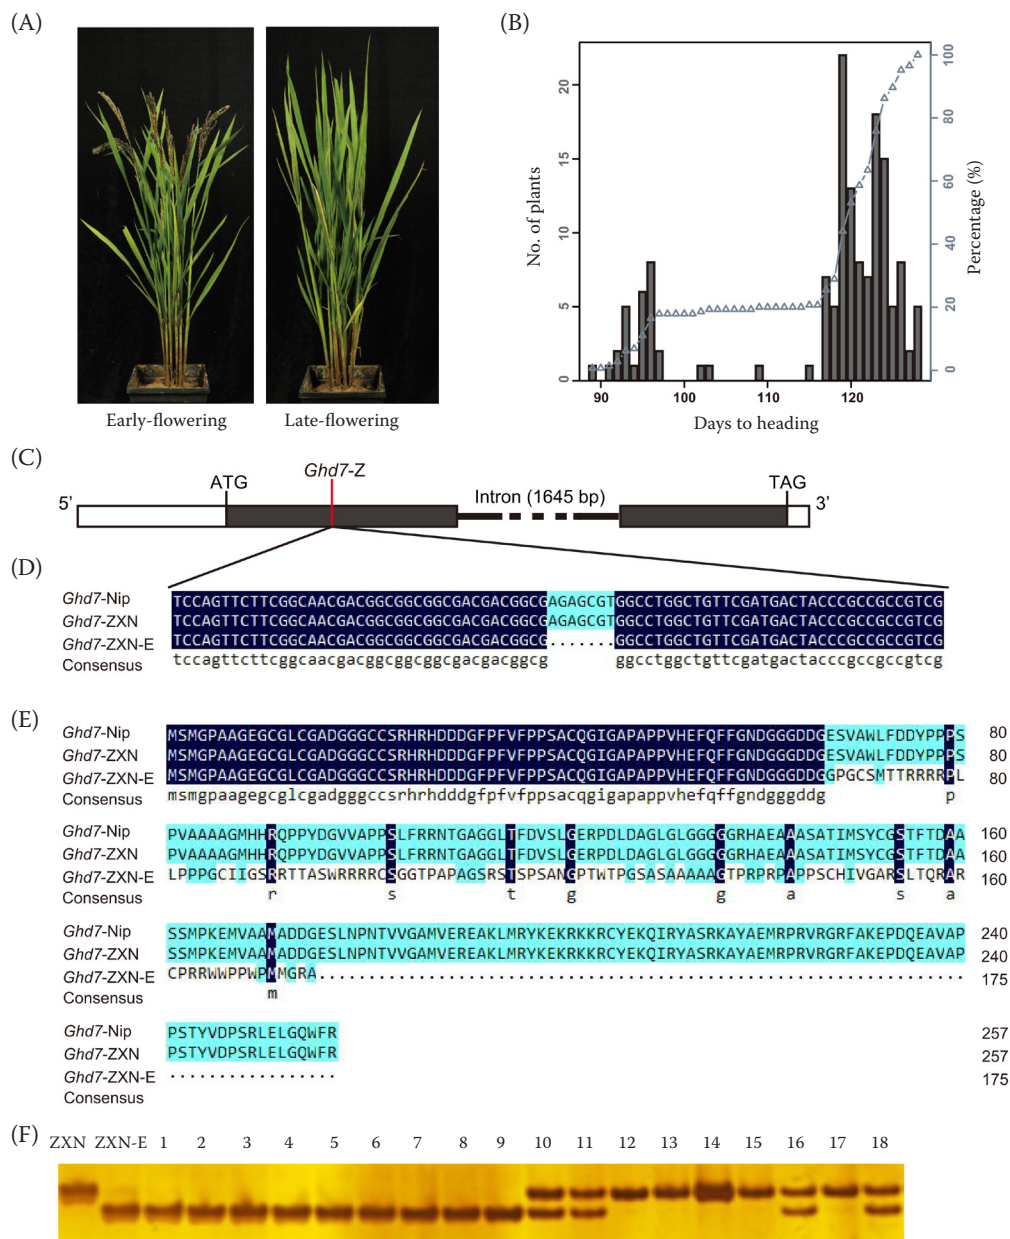 (A)
(B)
Early-flowering
Late-flowering
No. of plants
0
5
10
15
20
90
100
110
120
Days to heading
0
20
40
60
80
100
Percentage (%)
(C)
Ghd7-Z
ATG
Intron (1645 bp)
TAG
5’
3’
(D)
Ghd7-Nip TCCAGTTCTTCGGCAACGACGGCGGCGGCGACGACGGCGAGAGCGTGGCCTGGCTGTTCGATGACTACCCGCCGCCGTCG
Ghd7-ZXN TCCAGTTCTTCGGCAACGACGGCGGCGGCGACGACGGCGAGAGCGTGGCCTGGCTGTTCGATGACTACCCGCCGCCGTCG
Ghd7-ZXN-E TCCAGTTCTTCGGCAACGACGGCGGCGGCGACGACGGCG.......GGCCTGGCTGTTCGATGACTACCCGCCGCCGTCG
Consensus tccagttcttcggcaacgacggcggcggcgacgacggcg ggcctggctgttcgatgactacccgccgccgtcg
(E)
Ghd7-Nip MSMGPAAGEGCGLCGADGGGCCSRHRHDDDGFPFVFPPSACQGIGAPAPPVHEFQFFGNDGGGDDGESVAWLFDDYPPPS 80
Ghd7-ZXN MSMGPAAGEGCGLCGADGGGCCSRHRHDDDGFPFVFPPSACQGIGAPAPPVHEFQFFGNDGGGDDGESVAWLFDDYPPPS 80
Ghd7-ZXN-E MSMGPAAGEGCGLCGADGGGCCSRHRHDDDGFPFVFPPSACQGIGAPAPPVHEFQFFGNDGGGDDGGPGCSMTTRRRRPL 80
Consensus msmgpaagegcglcgadgggccsrhrhdddgfpfvfppsacqgigapappvhefqffgndgggddg p
Ghd7-Nip PVAAAAGMHHRQPPYDGVVAPPSLFRRNTGAGGLTFDVSLGERPDLDAGLGLGGGGGRHAEAAASATIMSYCGSTFTDAA 160
Ghd7-ZXN PVAAAAGMHHRQPPYDGVVAPPSLFRRNTGAGGLTFDVSLGERPDLDAGLGLGGGGGRHAEAAASATIMSYCGSTFTDAA 160
Ghd7-ZXN-E LPPPGCIIGSRRTTASWRRRRCSGGTPAPAGSRSTSPSANGPTWTPGSASAAAAAGTPRPRPAPPSCHIVGARSLTQRAR 160
Consensus r s t g g a s a
Ghd7-Nip SSMPKEMVAAMADDGESLNPNTVVGAMVEREAKLMRYKEKRKKRCYEKQIRYASRKAYAEMRPRVRGRFAKEPDQEAVAP 240
Ghd7-ZXN SSMPKEMVAAMADDGESLNPNTVVGAMVEREAKLMRYKEKRKKRCYEKQIRYASRKAYAEMRPRVRGRFAKEPDQEAVAP 240
Ghd7-ZXN-E CPRRWWPPWPMMGRA................................................................. 175
Consensus m
Ghd7-Nip PSTYVDPSRLELGQWFR 257
Ghd7-ZXN PSTYVDPSRLELGQWFR 257
Ghd7-ZXN-E ................. 175
Consensus
(F)
ZXN ZXN-E 1 2 3 4 5 6 7 8 9 10 11 12 13 14 15 16 17 18